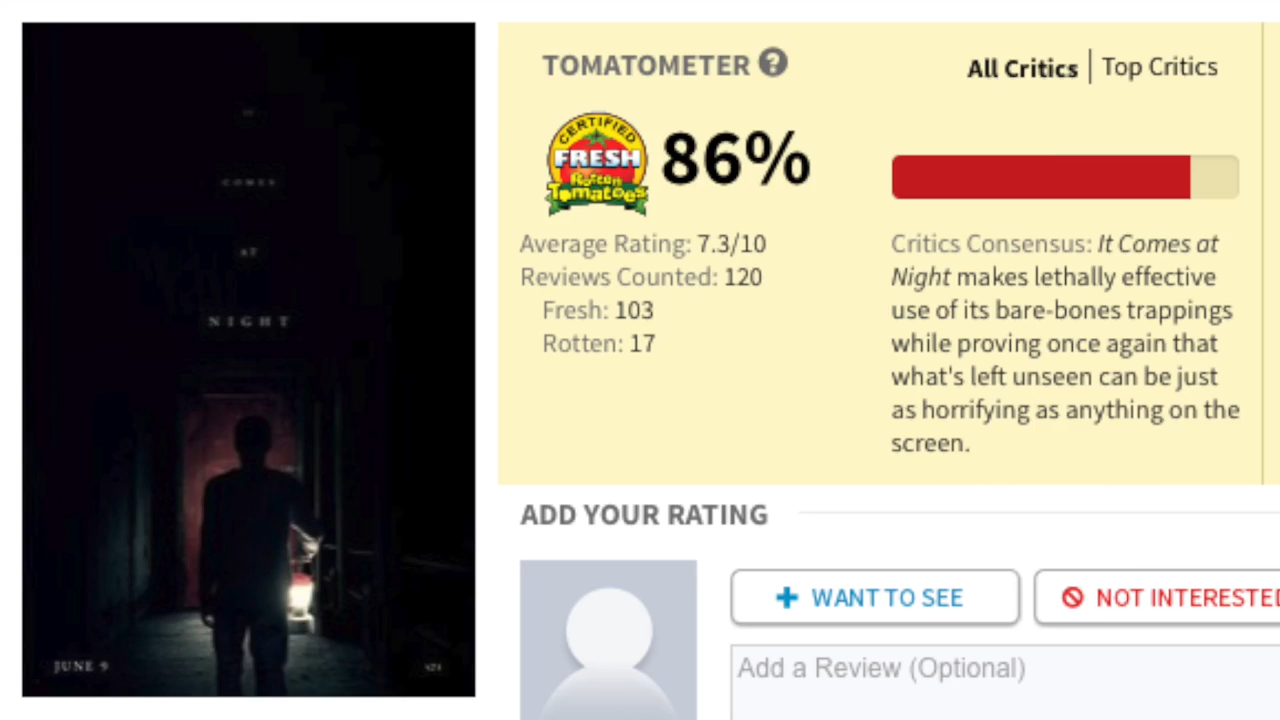 IT
COMES
AT
NIGHT
JUNE 9
TOMATOMETER ?
All Critics | Top Critics
CERTIFIED
FRESH
Rotten
Tomatoes
86%
Average Rating: 7.3/10
Reviews Counted: 120
Fresh: 103
Rotten: 17
Critics Consensus: It Comes at
Night makes lethally effective
use of its bare-bones trappings
while proving once again that
what's left unseen can be just
as horrifying as anything on the
screen.
ADD YOUR RATING
WANT TO SEE
NOT INTERESTED
Add a Review (Optional)